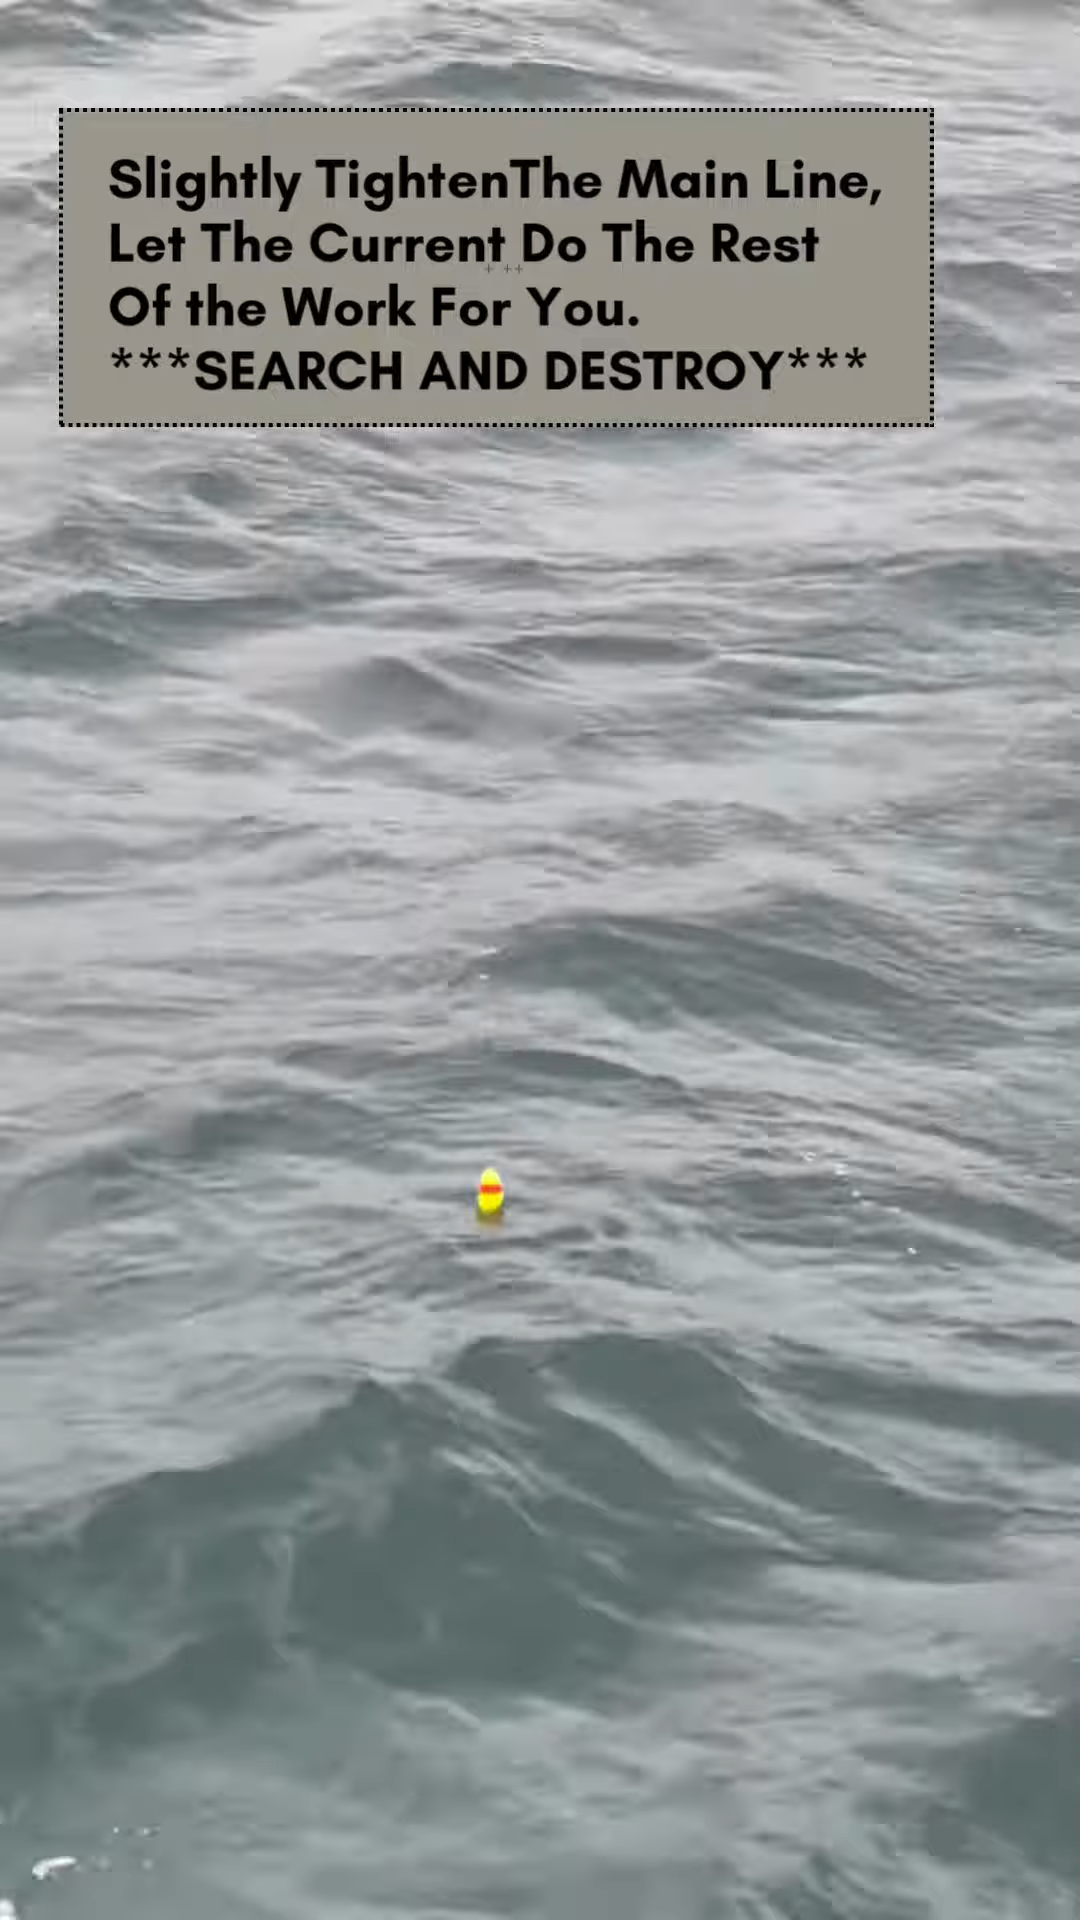 Slightly TightenThe Main Line,
Let The Current Do The Rest
Of the Work For You.
***SEARCH AND DESTROY***